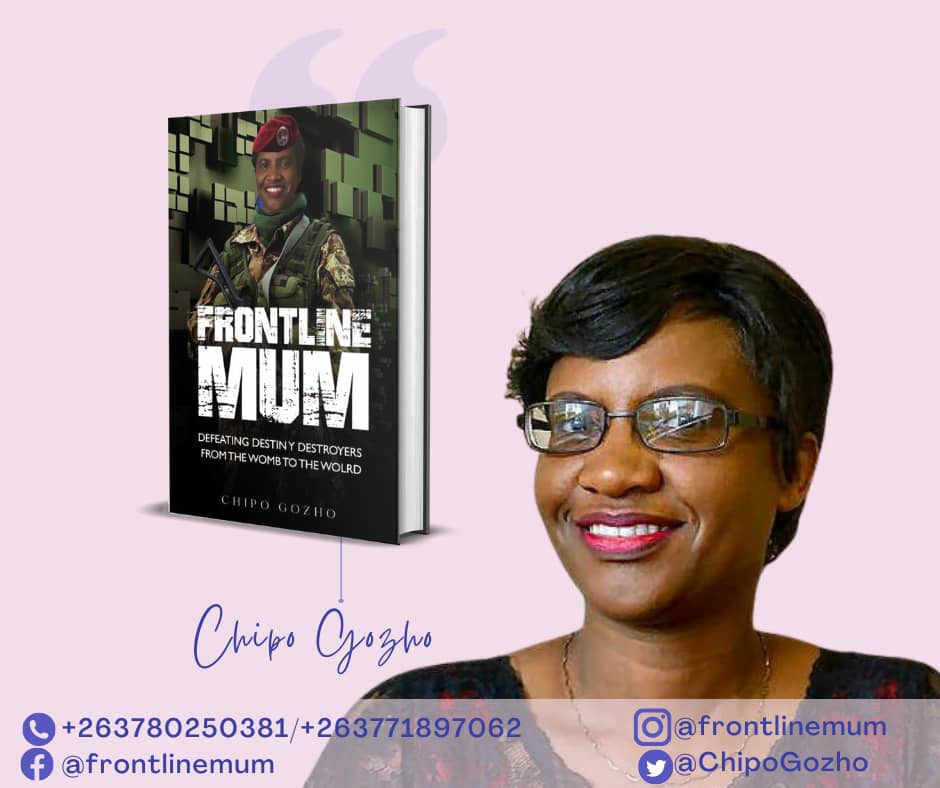 FRONTLINE
MUM
DEFEATING DESTINY DESTROYERS
FROM THE WOMB TO THE WOLRD
CHIPO GOZHO
Chipo Gozho
+263780250381/+263771897062
@frontlinemum
@frontlinemum
@ChipoGozho